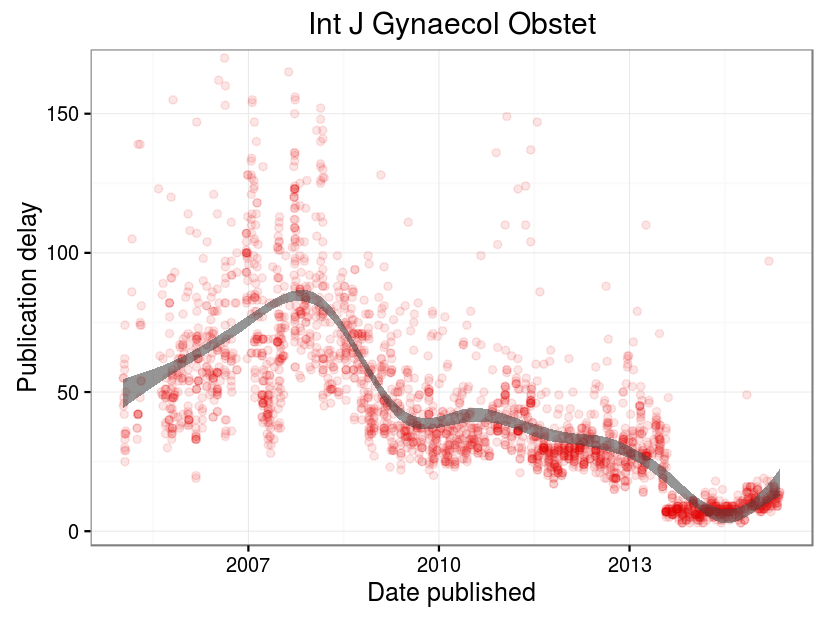 Int J Gynaecol Obstet
Publication delay
150
100
50
0
2007
2010
2013
Date published